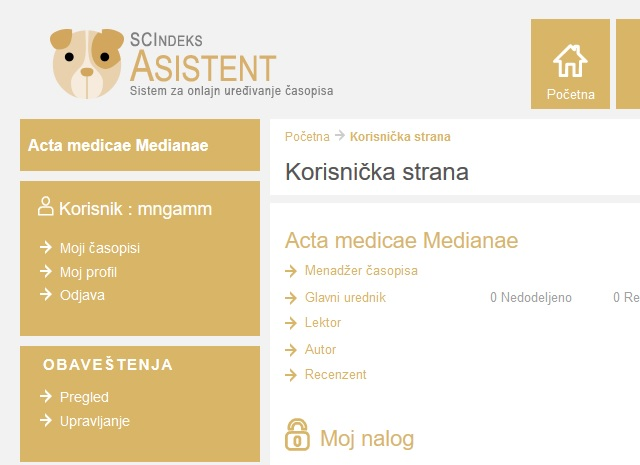 SCINDEKS
ASISTENT
Sistem za onlajn uređivanje časopisa
Početna
Acta medicae Medianae
Korisnik : mngamm
Moji časopisi
Moj profil
Odjava
OBAVEŠTENJA
Pregled
Upravljanje
Početna Korisnička strana
Korisnička strana
Acta medicae Medianae
Menadžer časopisa
Glavni urednik 0 Nedodeljeno 0 Re
Lektor
Autor
Recenzent
Moj nalog